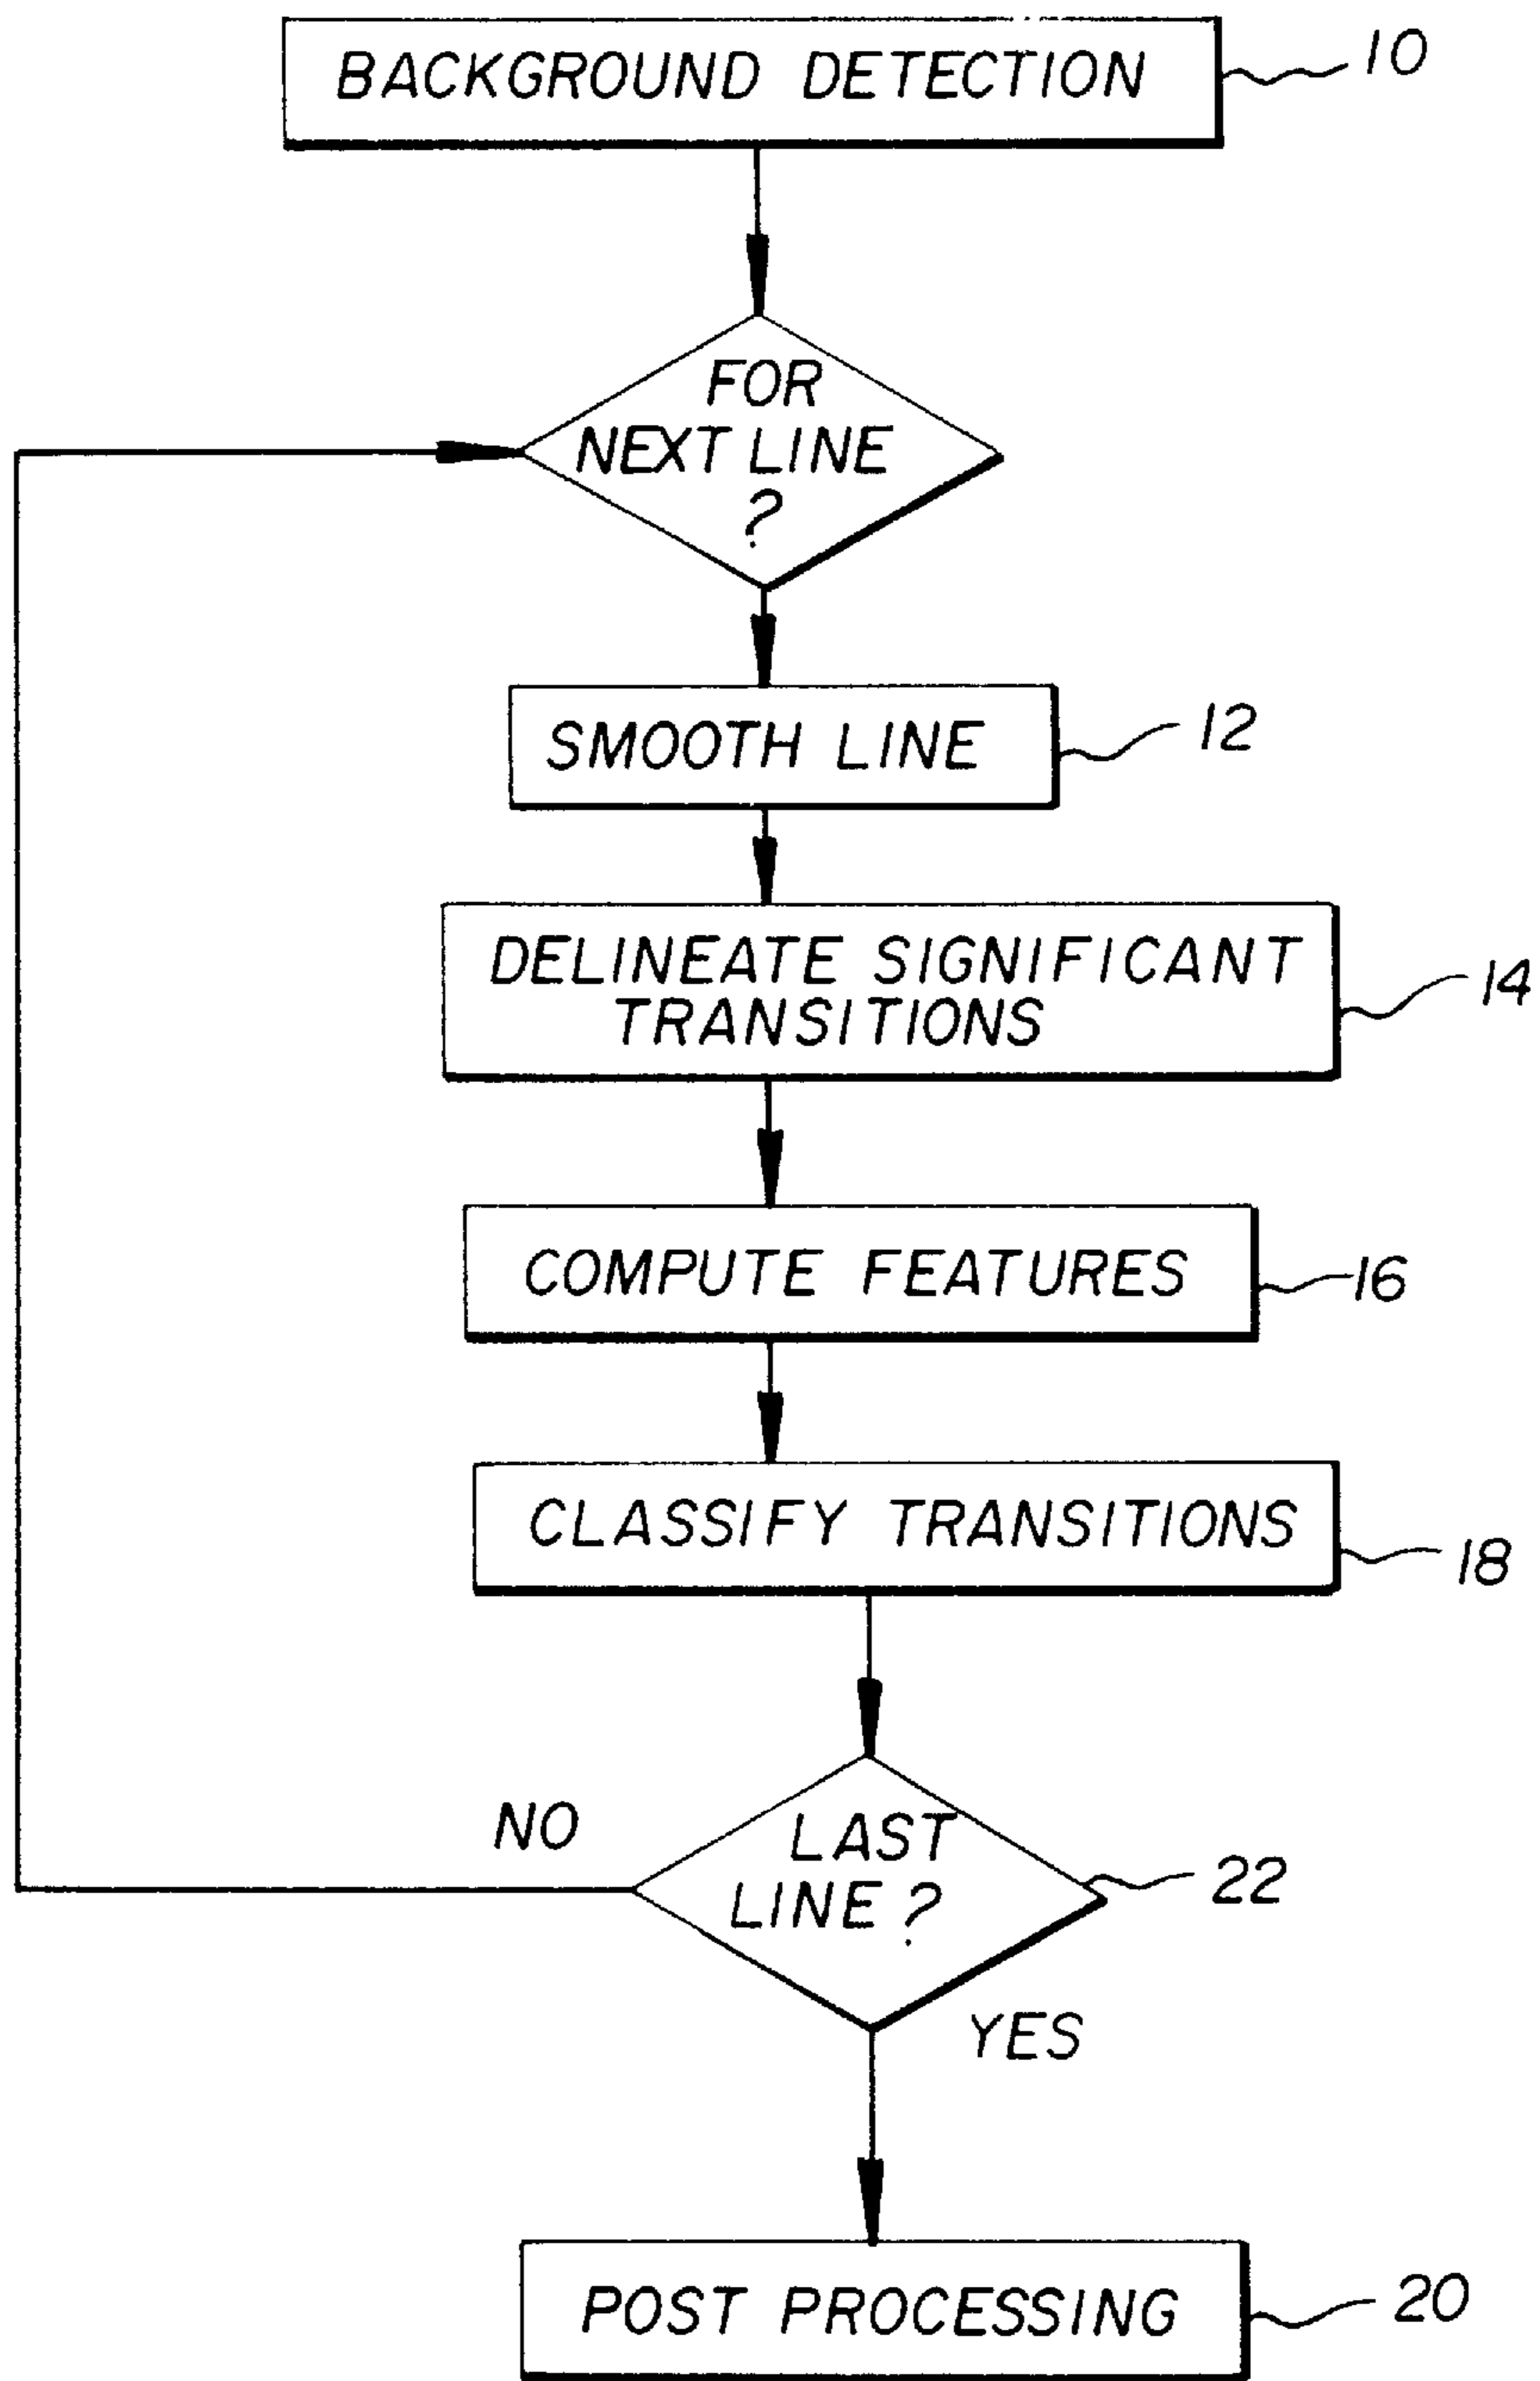 BACKGROUND DETECTION
10
FOR
NEXT LINE
?
SMOOTH LINE
12
DELINEATE SIGNIFICANT
TRANSITIONS
14
COMPUTE FEATURES
16
CLASSIFY TRANSITIONS
18
NO
LAST
LINE?
22
YES
POST PROCESSING
20